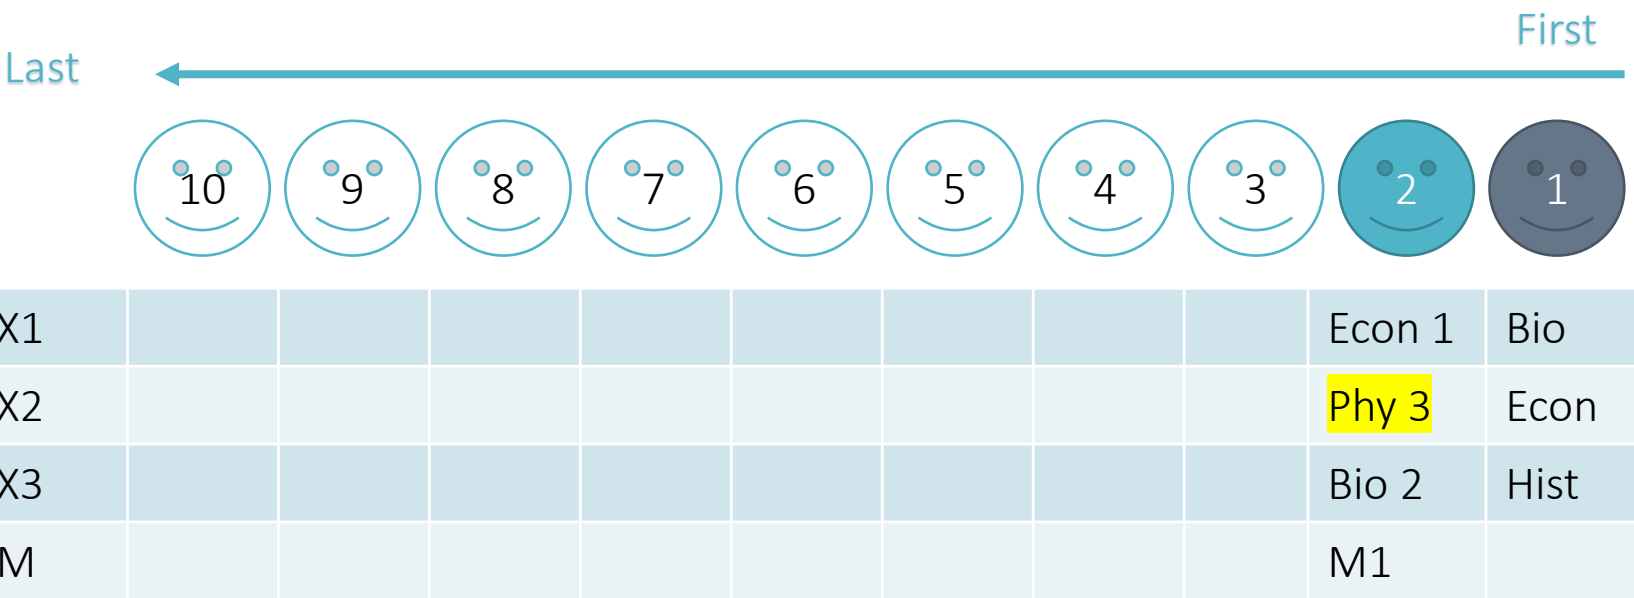 First
Last
10 9 8 7 6 5 4 3 2 1
X1 Econ 1 Bio
X2 Phy 3 Econ
X3 Bio 2 Hist
M M1